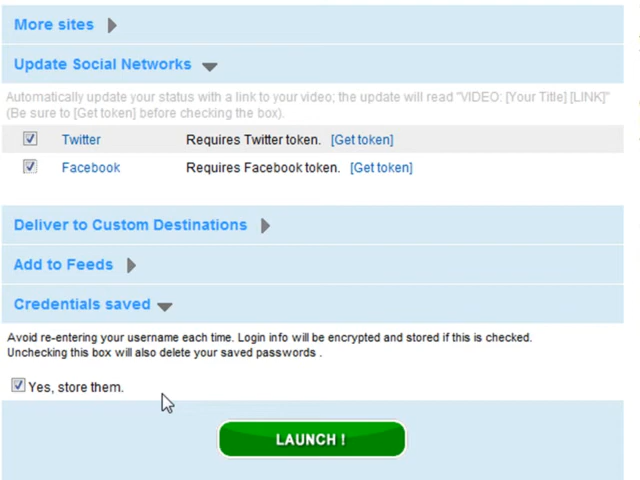 More sites
Update Social Networks
Automatically update your status with a link to your video; the update will read "VIDEO: [Your Title] [LINK]"
(Be sure to [Get token] before checking the box).
Twitter Requires Twitter token. [Get token]
Facebook Requires Facebook token. [Get token]
Deliver to Custom Destinations
Add to Feeds
Credentials saved
Avoid re-entering your username each time. Login info will be encrypted and stored if this is checked.
Unchecking this box will also delete your saved passwords .
Yes, store them.
LAUNCH !